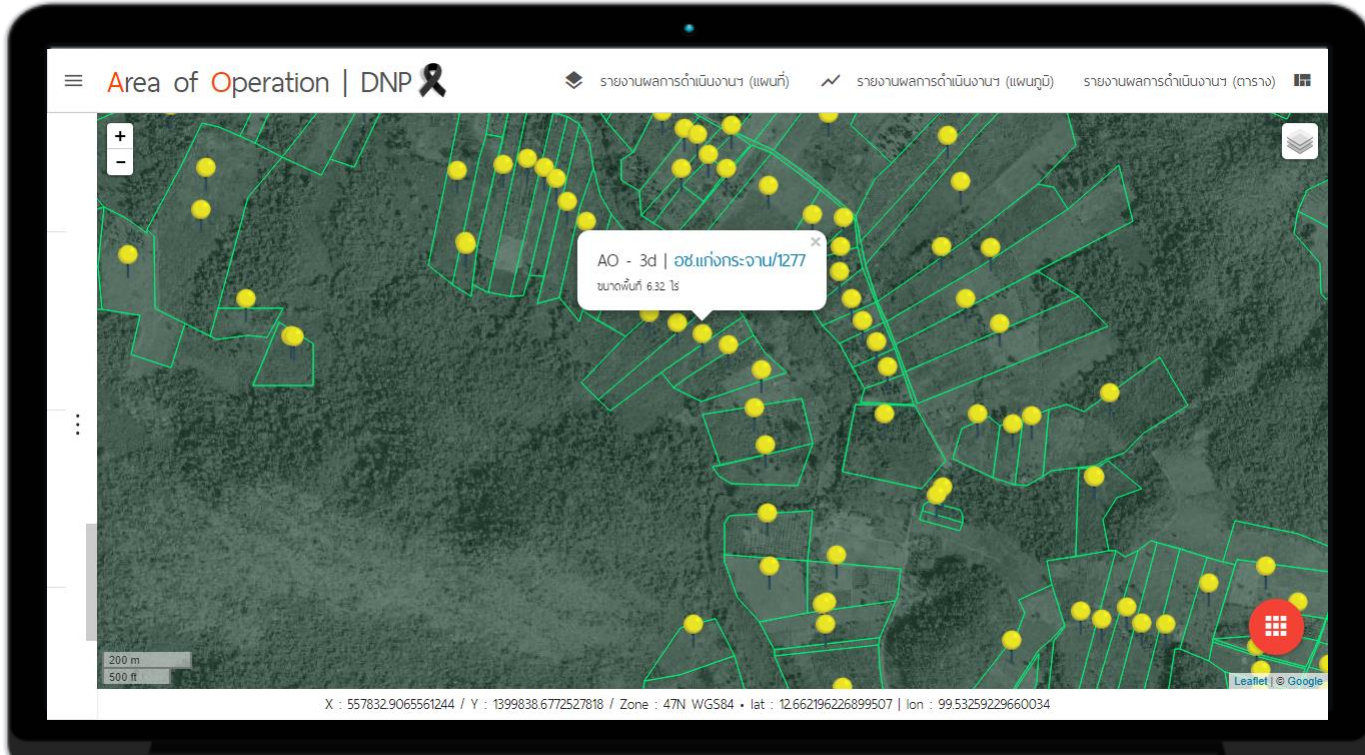 Area of Operation | DNP
รายงานผลการดำเนินงานฯ (แผนที่)
รายงานผลการดำเนินงานฯ (แผนภูมิ)
รายงานผลการดำเนินงานฯ (ตาราง)
+
−
×
AO - 3d | อช.แก่งกระจาน/1277
ขนาดพื้นที่ 6.32 ไร่
200 m
500 ft
Leaflet | © Google
X : 557832.9065561244 / Y : 1399838.6772527818 / Zone : 47N WGS84 • lat : 12.662196226899507 | lon : 99.53259229660034